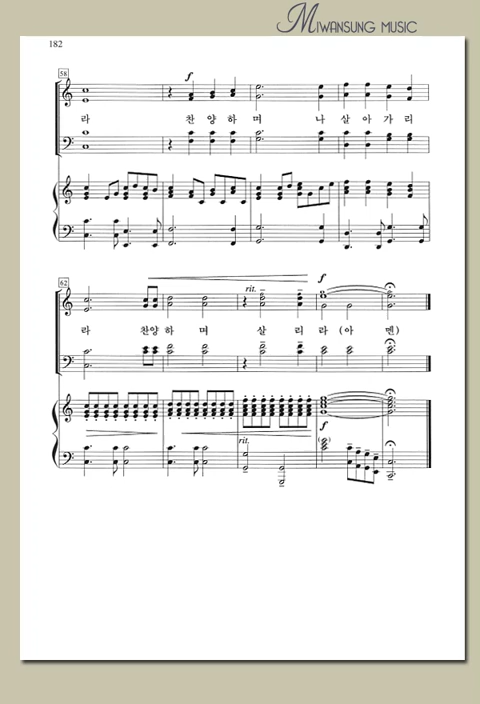 MIWANSUNG MUSIC
182
58
f
라 찬양하며 나살아가리
62
rit. f
라 찬양하며 살리라(아멘)
f
rit.